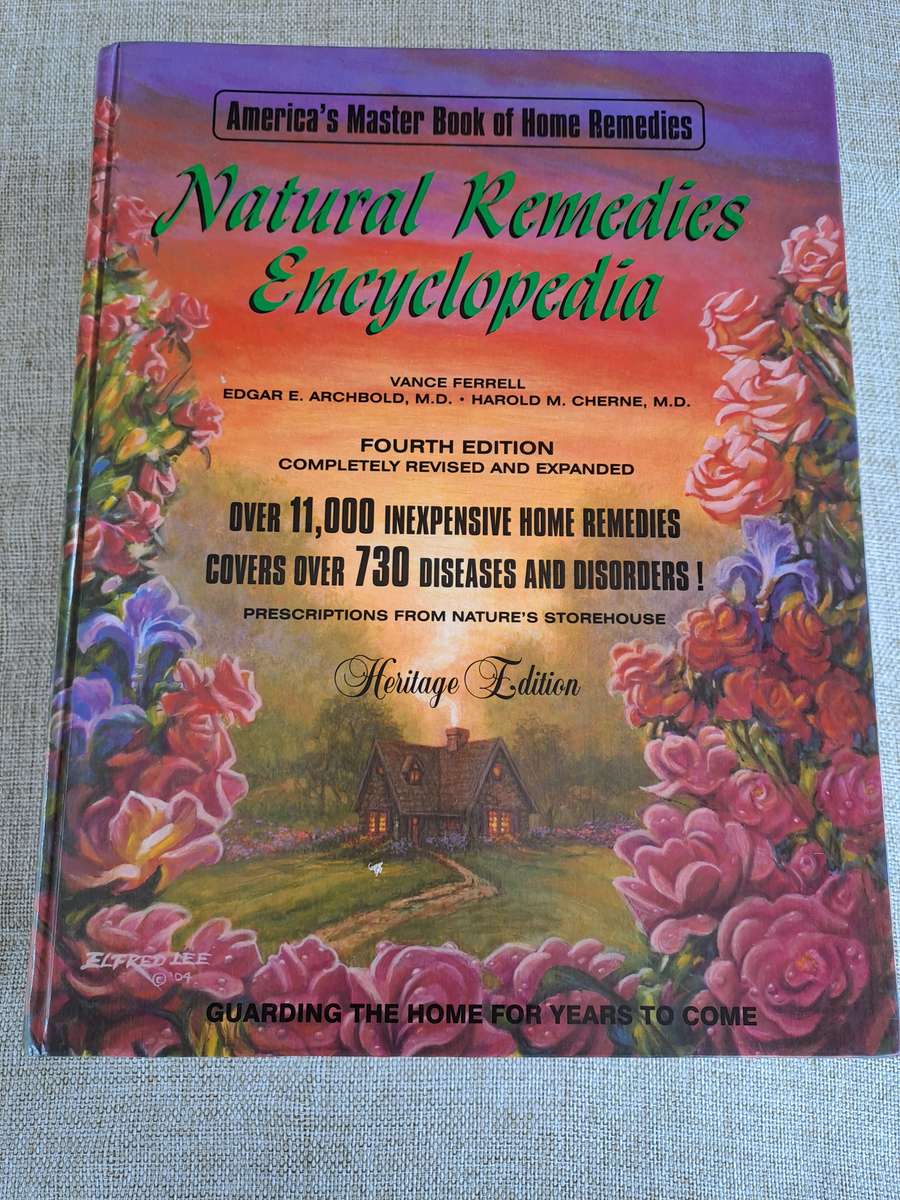 America's Master Book of Home Remedies
Natural Remedies
Encyclopedia
VANCE FERRELL
EDGAR E. ARCHBOLD, M.D. • HAROLD M. CHERNE, M.D.
FOURTH EDITION
COMPLETELY REVISED AND EXPANDED
OVER 11,000 INEXPENSIVE HOME REMEDIES
COVERS OVER 730 DISEASES AND DISORDERS !
PRESCRIPTIONS FROM NATURE'S STOREHOUSE
Heritage Edition
ELFRED LEE
© '04
GUARDING THE HOME FOR YEARS TO COME